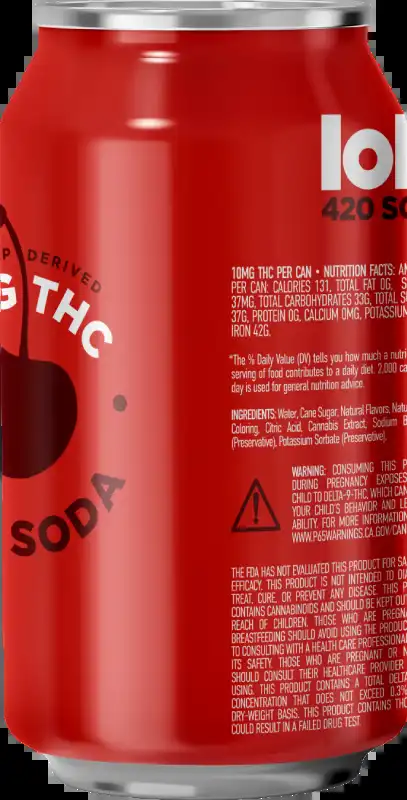 lol
420 SO
P DERIVED
G THC
SODA
10MG THC PER CAN • NUTRITION FACTS: AM
PER CAN: CALORIES 131, TOTAL FAT 0G, S
37MG, TOTAL CARBOHYDRATES 33G, TOTAL S
37G, PROTEIN 0G, CALCIUM 0MG, POTASSIUM
IRON 42G.
*The % Daily Value (DV) tells you how much a nutri
serving of food contributes to a daily diet. 2,000 ca
day is used for general nutrition advice.
INGREDIENTS: Water, Cane Sugar, Natural Flavors, Natu
Coloring, Citric Acid, Cannabis Extract, Sodium B
(Preservative), Potassium Sorbate (Preservative).
WARNING: CONSUMING THIS P
DURING PREGNANCY EXPOSES
CHILD TO DELTA-9-THC, WHICH CAN
YOUR CHILD'S BEHAVIOR AND LE
ABILITY. FOR MORE INFORMATION
WWW.P65WARNINGS.CA.GOV/CAN
THE FDA HAS NOT EVALUATED THIS PRODUCT FOR SA
EFFICACY. THIS PRODUCT IS NOT INTENDED TO DIA
TREAT, CURE, OR PREVENT ANY DISEASE. THIS P
CONTAINS CANNABINOIDS AND SHOULD BE KEPT OUT
REACH OF CHILDREN. THOSE WHO ARE PREGNA
BREASTFEEDING SHOULD AVOID USING THE PRODUC
TO CONSULTING WITH A HEALTH CARE PROFESSIONAL
ITS SAFETY. THOSE WHO ARE PREGNANT OR N
SHOULD CONSULT THEIR HEALTHCARE PROVIDER
USING. THIS PRODUCT CONTAINS A TOTAL DELTA
CONCENTRATION THAT DOES NOT EXCEED 0.3%
DRY-WEIGHT BASIS. THIS PRODUCT CONTAINS THC
COULD RESULT IN A FAILED DRUG TEST.